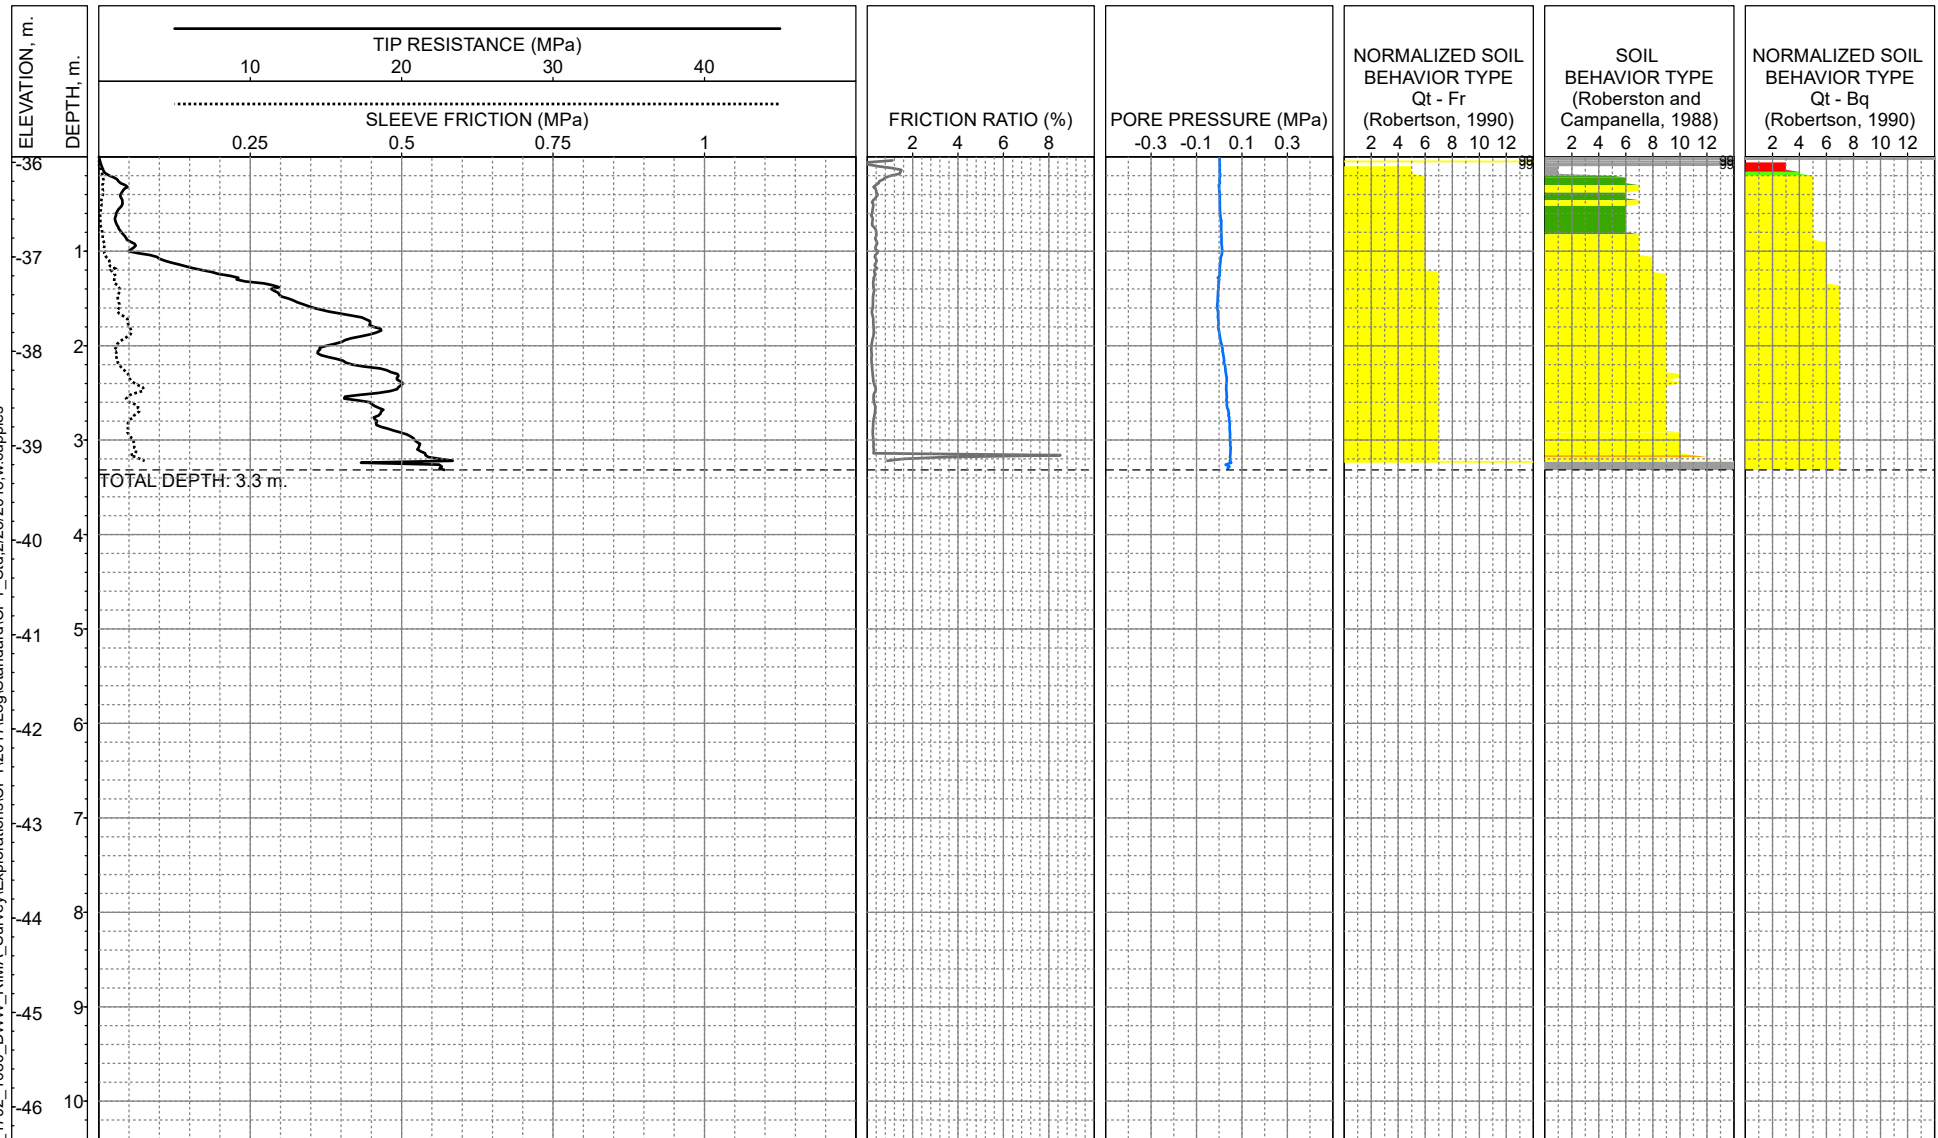 ELEVATION, m.
DEPTH, m.
TIP RESISTANCE (MPa)
10 20 30 40
SLEEVE FRICTION (MPa)
0.25 0.5 0.75 1
FRICTION RATIO (%)
2 4 6 8
PORE PRESSURE (MPa)
-0.3 -0.1 0.1 0.3
NORMALIZED SOIL
BEHAVIOR TYPE
Qt - Fr
(Robertson, 1990)
2 4 6 8 10 12
SOIL
BEHAVIOR TYPE
(Roberston and
Campanella, 1988)
2 4 6 8 10 12
NORMALIZED SOIL
BEHAVIOR TYPE
Qt - Bq
(Robertson, 1990)
2 4 6 8 10 12
-36
1
-37
2
-38
3
-39
TOTAL DEPTH: 3.3 m.
4
-40
5
-41
6
-42
7
-43
8
-44
9
-45
10
-46